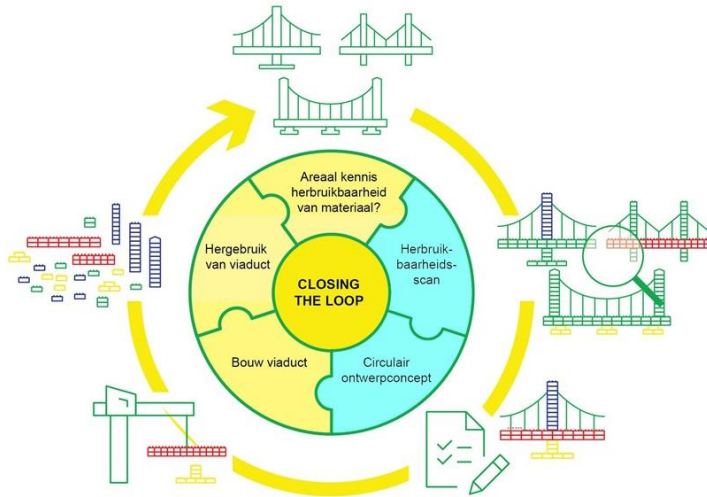 Areaal kennis
herbruikbaarheid
van materiaal?
Herbruik-
baarheids-
scan
Circulair
ontwerpconcept
Bouw viaduct
Hergebruik
van viaduct
CLOSING
THE LOOP